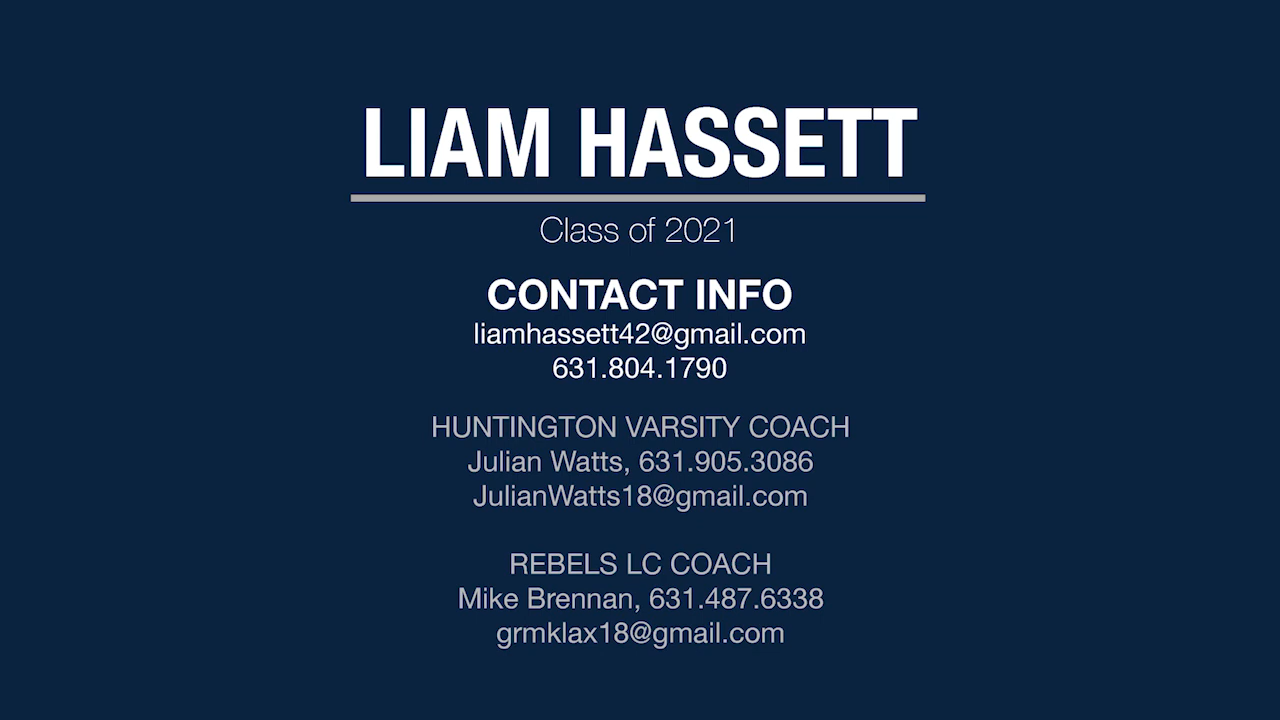 LIAM HASSETT
Class of 2021
CONTACT INFO
liamhassett42@gmail.com
631.804.1790
HUNTINGTON VARSITY COACH
Julian Watts, 631.905.3086
JulianWatts18@gmail.com
REBELS LC COACH
Mike Brennan, 631.487.6338
grmklax18@gmail.com